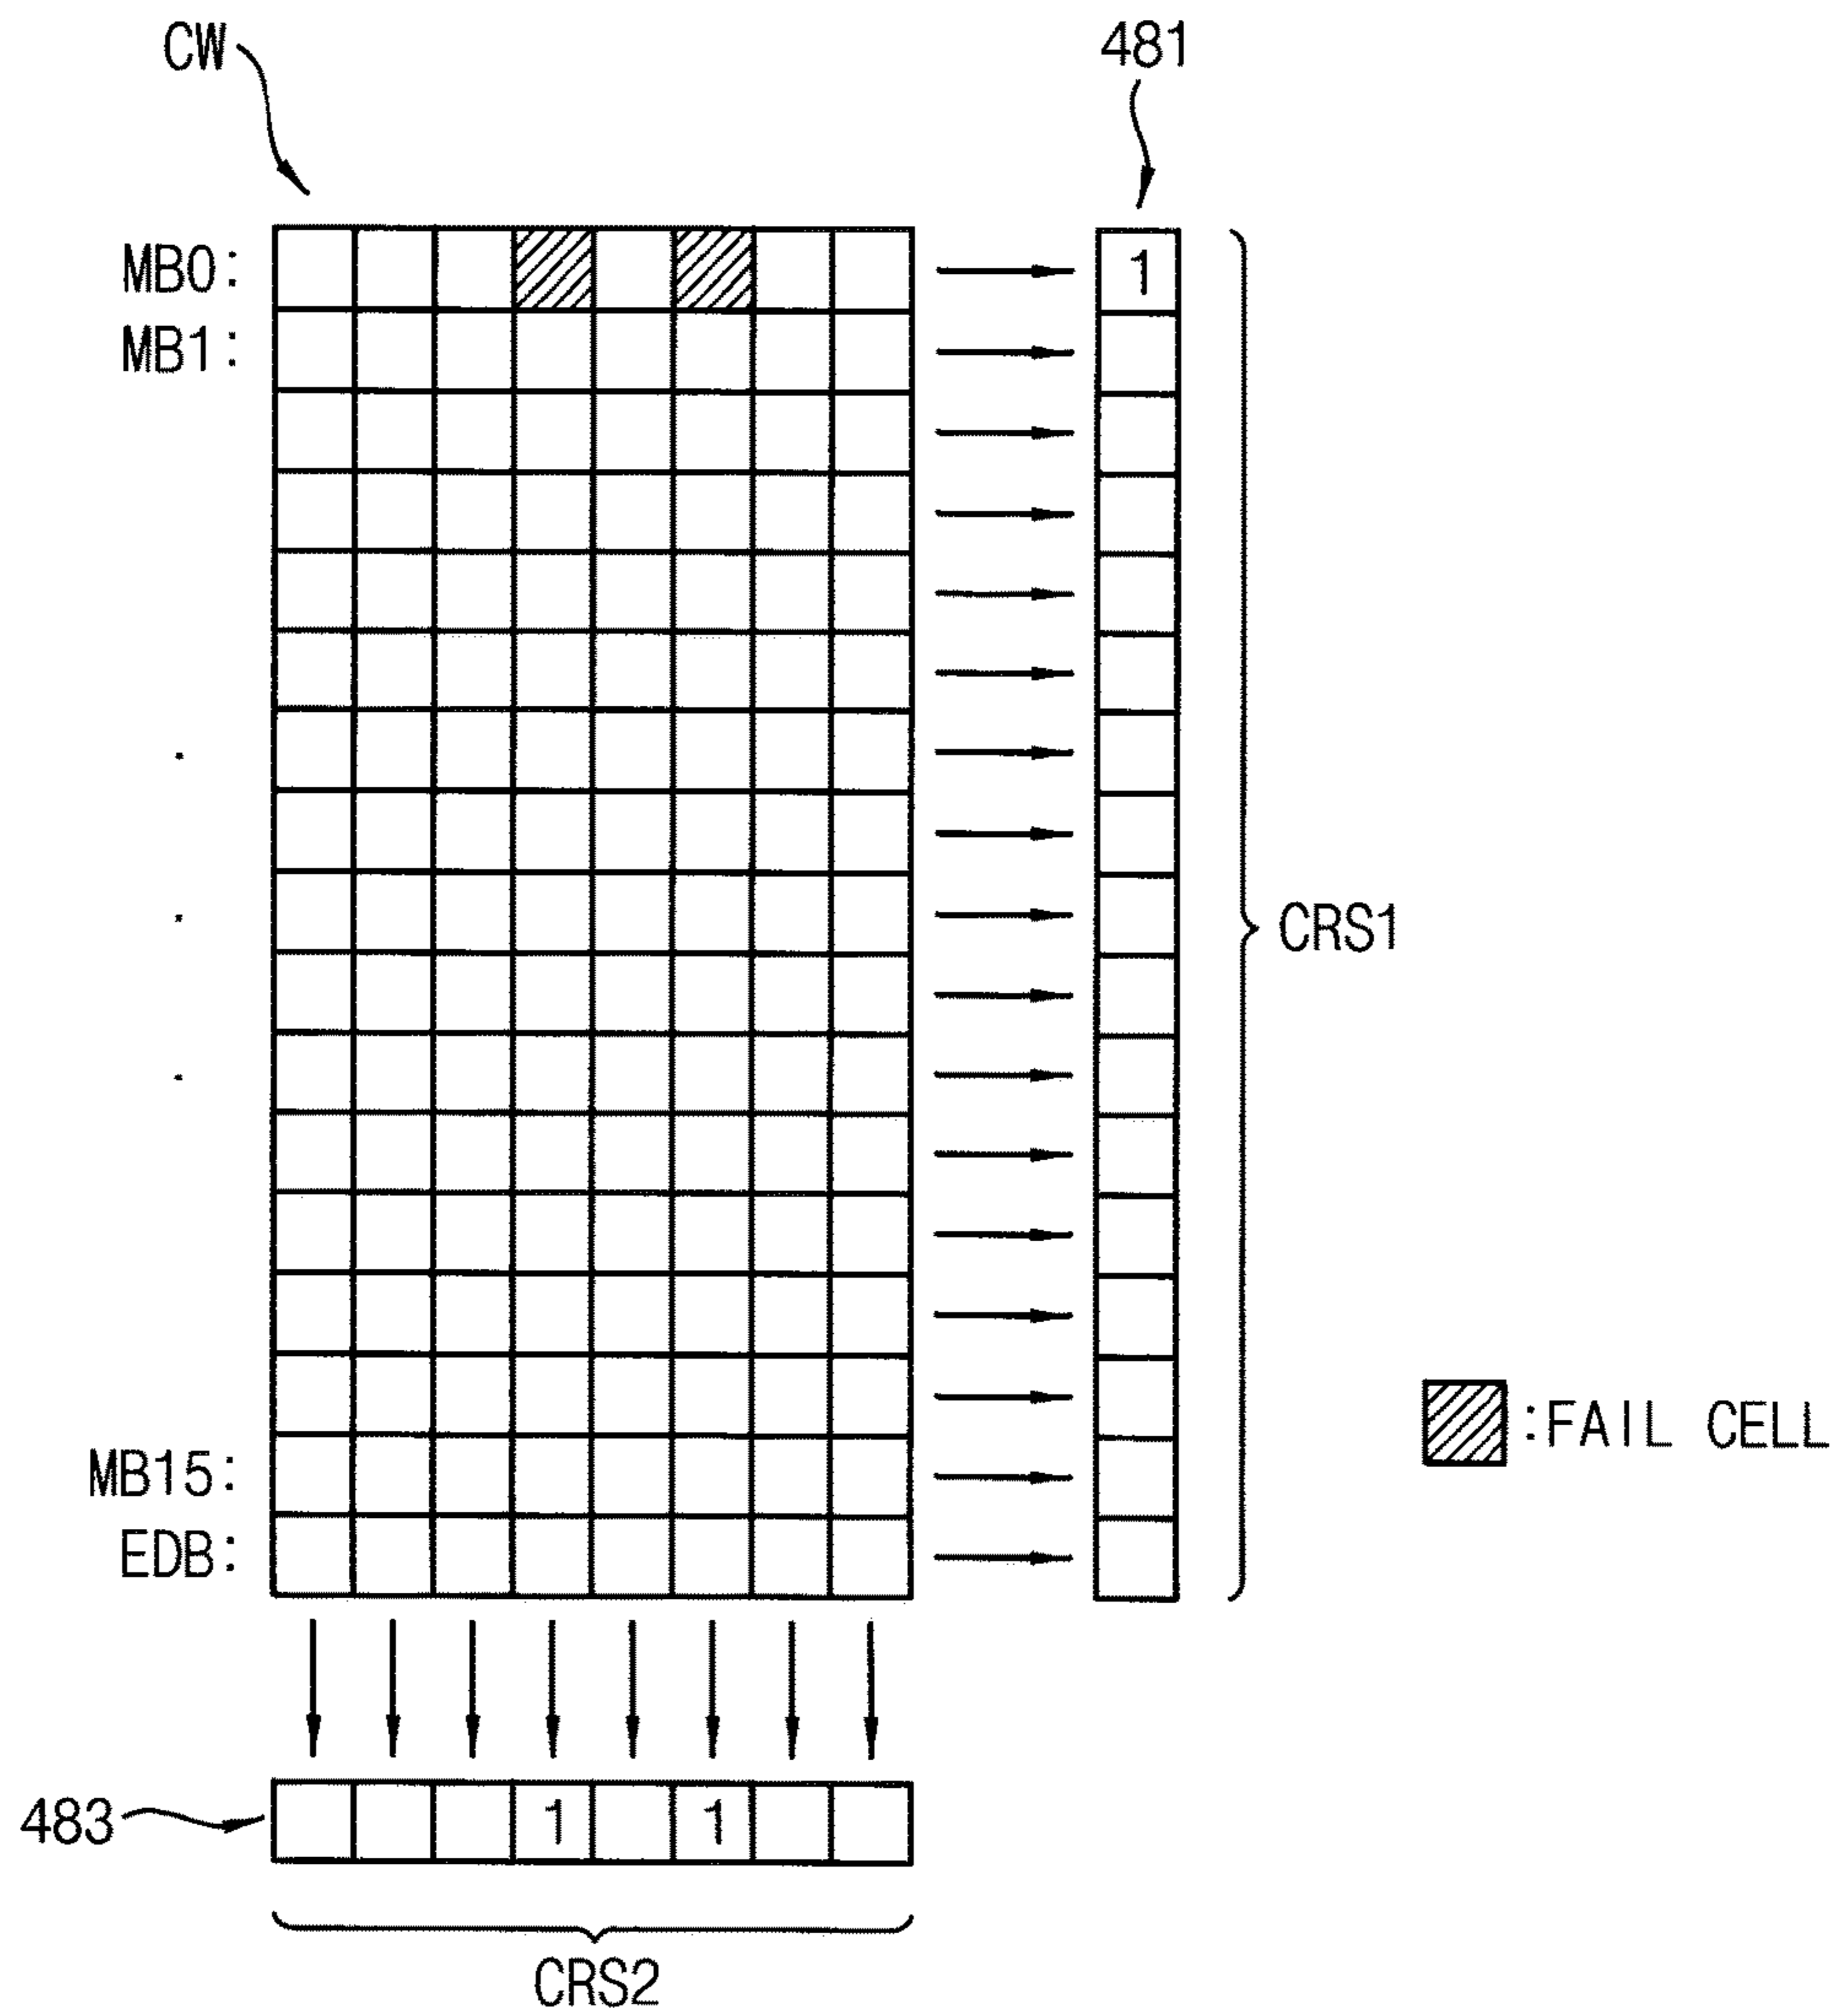 CW
481
MB0:
1
MB1:
CRS1
:FAIL CELL
MB15:
EDB:
483
1 1
CRS2